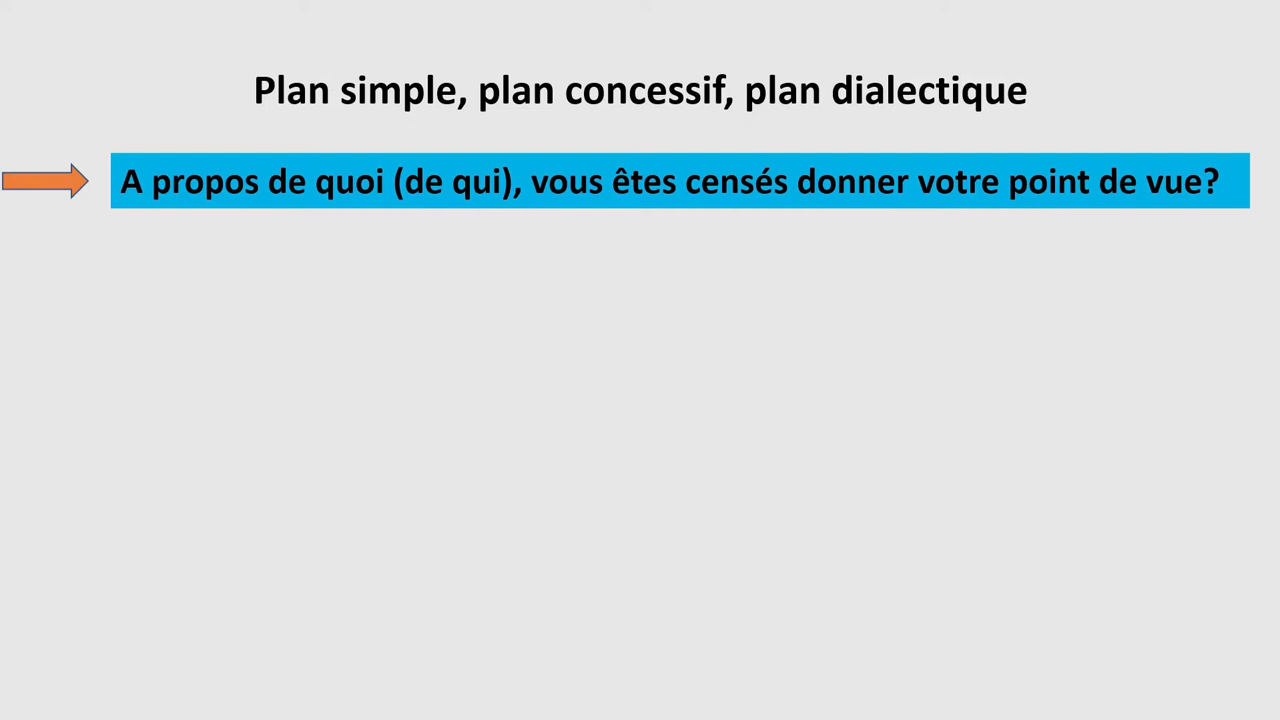 Plan simple, plan concessif, plan dialectique
A propos de quoi (de qui), vous êtes censés donner votre point de vue?